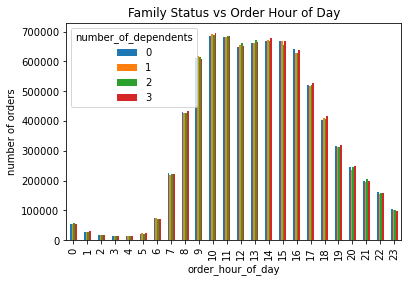 Family Status vs Order Hour of Day
number_of_dependents
0
1
2
3
700000
600000
500000
400000
300000
200000
100000
0
number of orders
0 1 2 3 4 5 6 7 8 9 10 11 12 13 14 15 16 17 18 19 20 21 22 23
order_hour_of_day